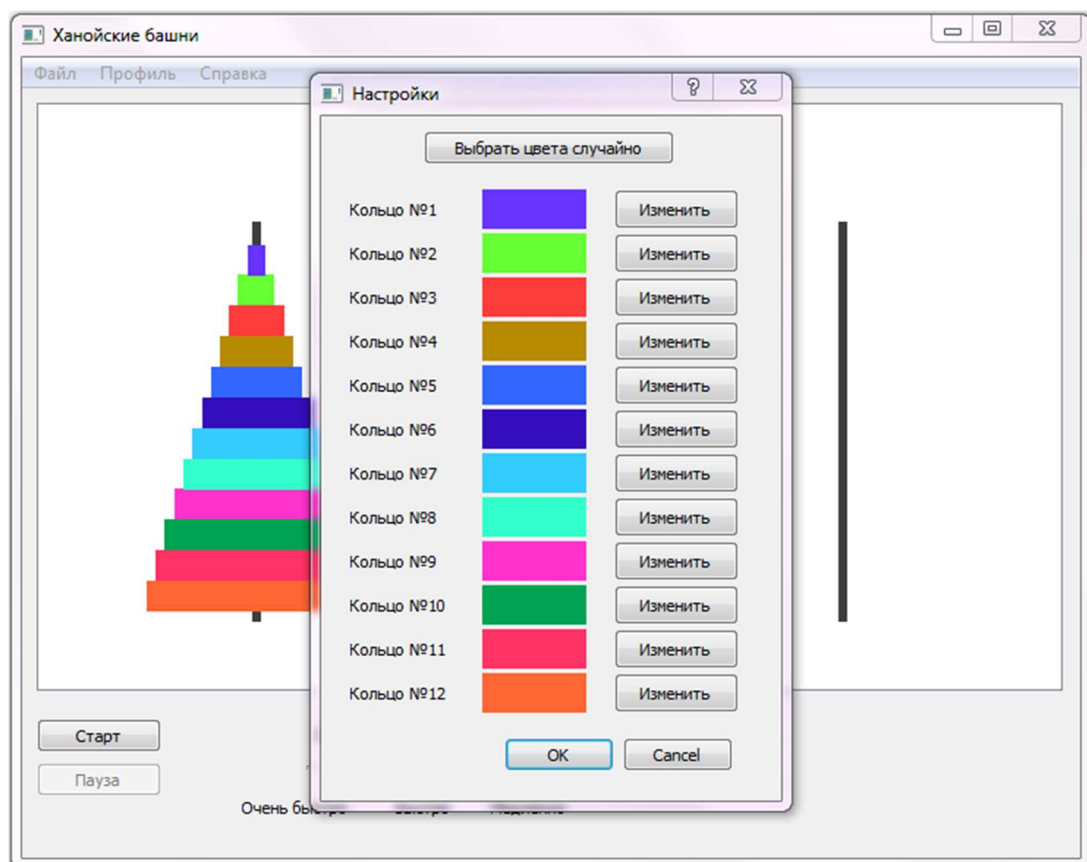 Ханойские башни
Файл Профиль Справка
Настройки
Выбрать цвета случайно
Кольцо №1 Изменить
Кольцо №2 Изменить
Кольцо №3 Изменить
Кольцо №4 Изменить
Кольцо №5 Изменить
Кольцо №6 Изменить
Кольцо №7 Изменить
Кольцо №8 Изменить
Кольцо №9 Изменить
Кольцо №10 Изменить
Кольцо №11 Изменить
Кольцо №12 Изменить
OK Cancel
Старт
Пауза
Очень